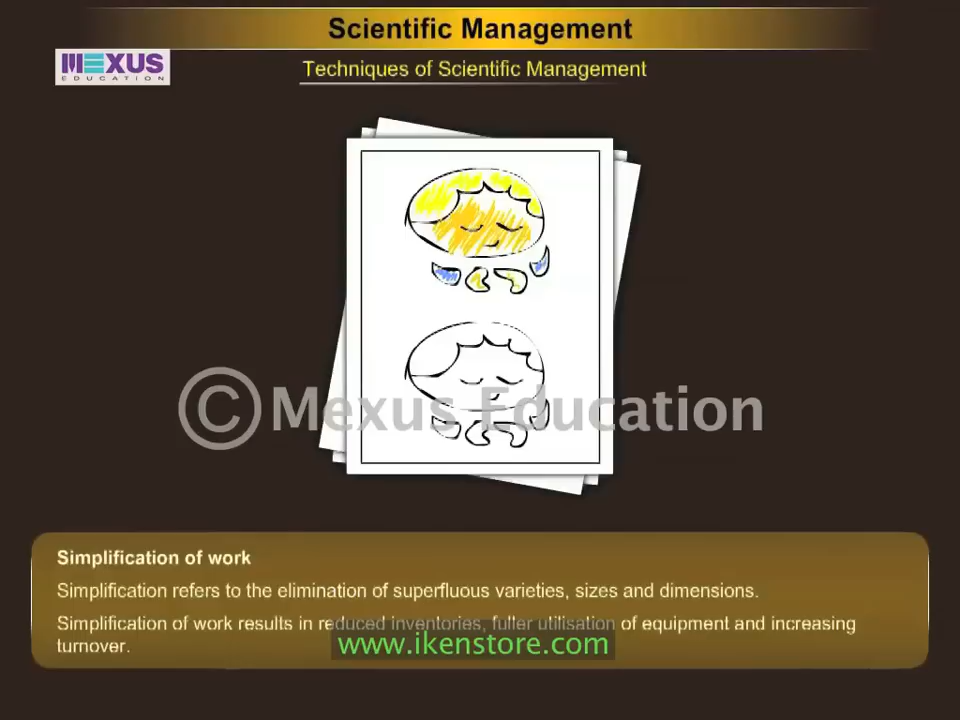 Scientific Management
MEXUS
EDUCATION
Techniques of Scientific Management
© Mexus Education
Simplification of work
Simplification refers to the elimination of superfluous varieties, sizes and dimensions.
Simplification of work results in reduced inventories, fuller utilisation of equipment and increasing
turnover.
www.ikenstore.com